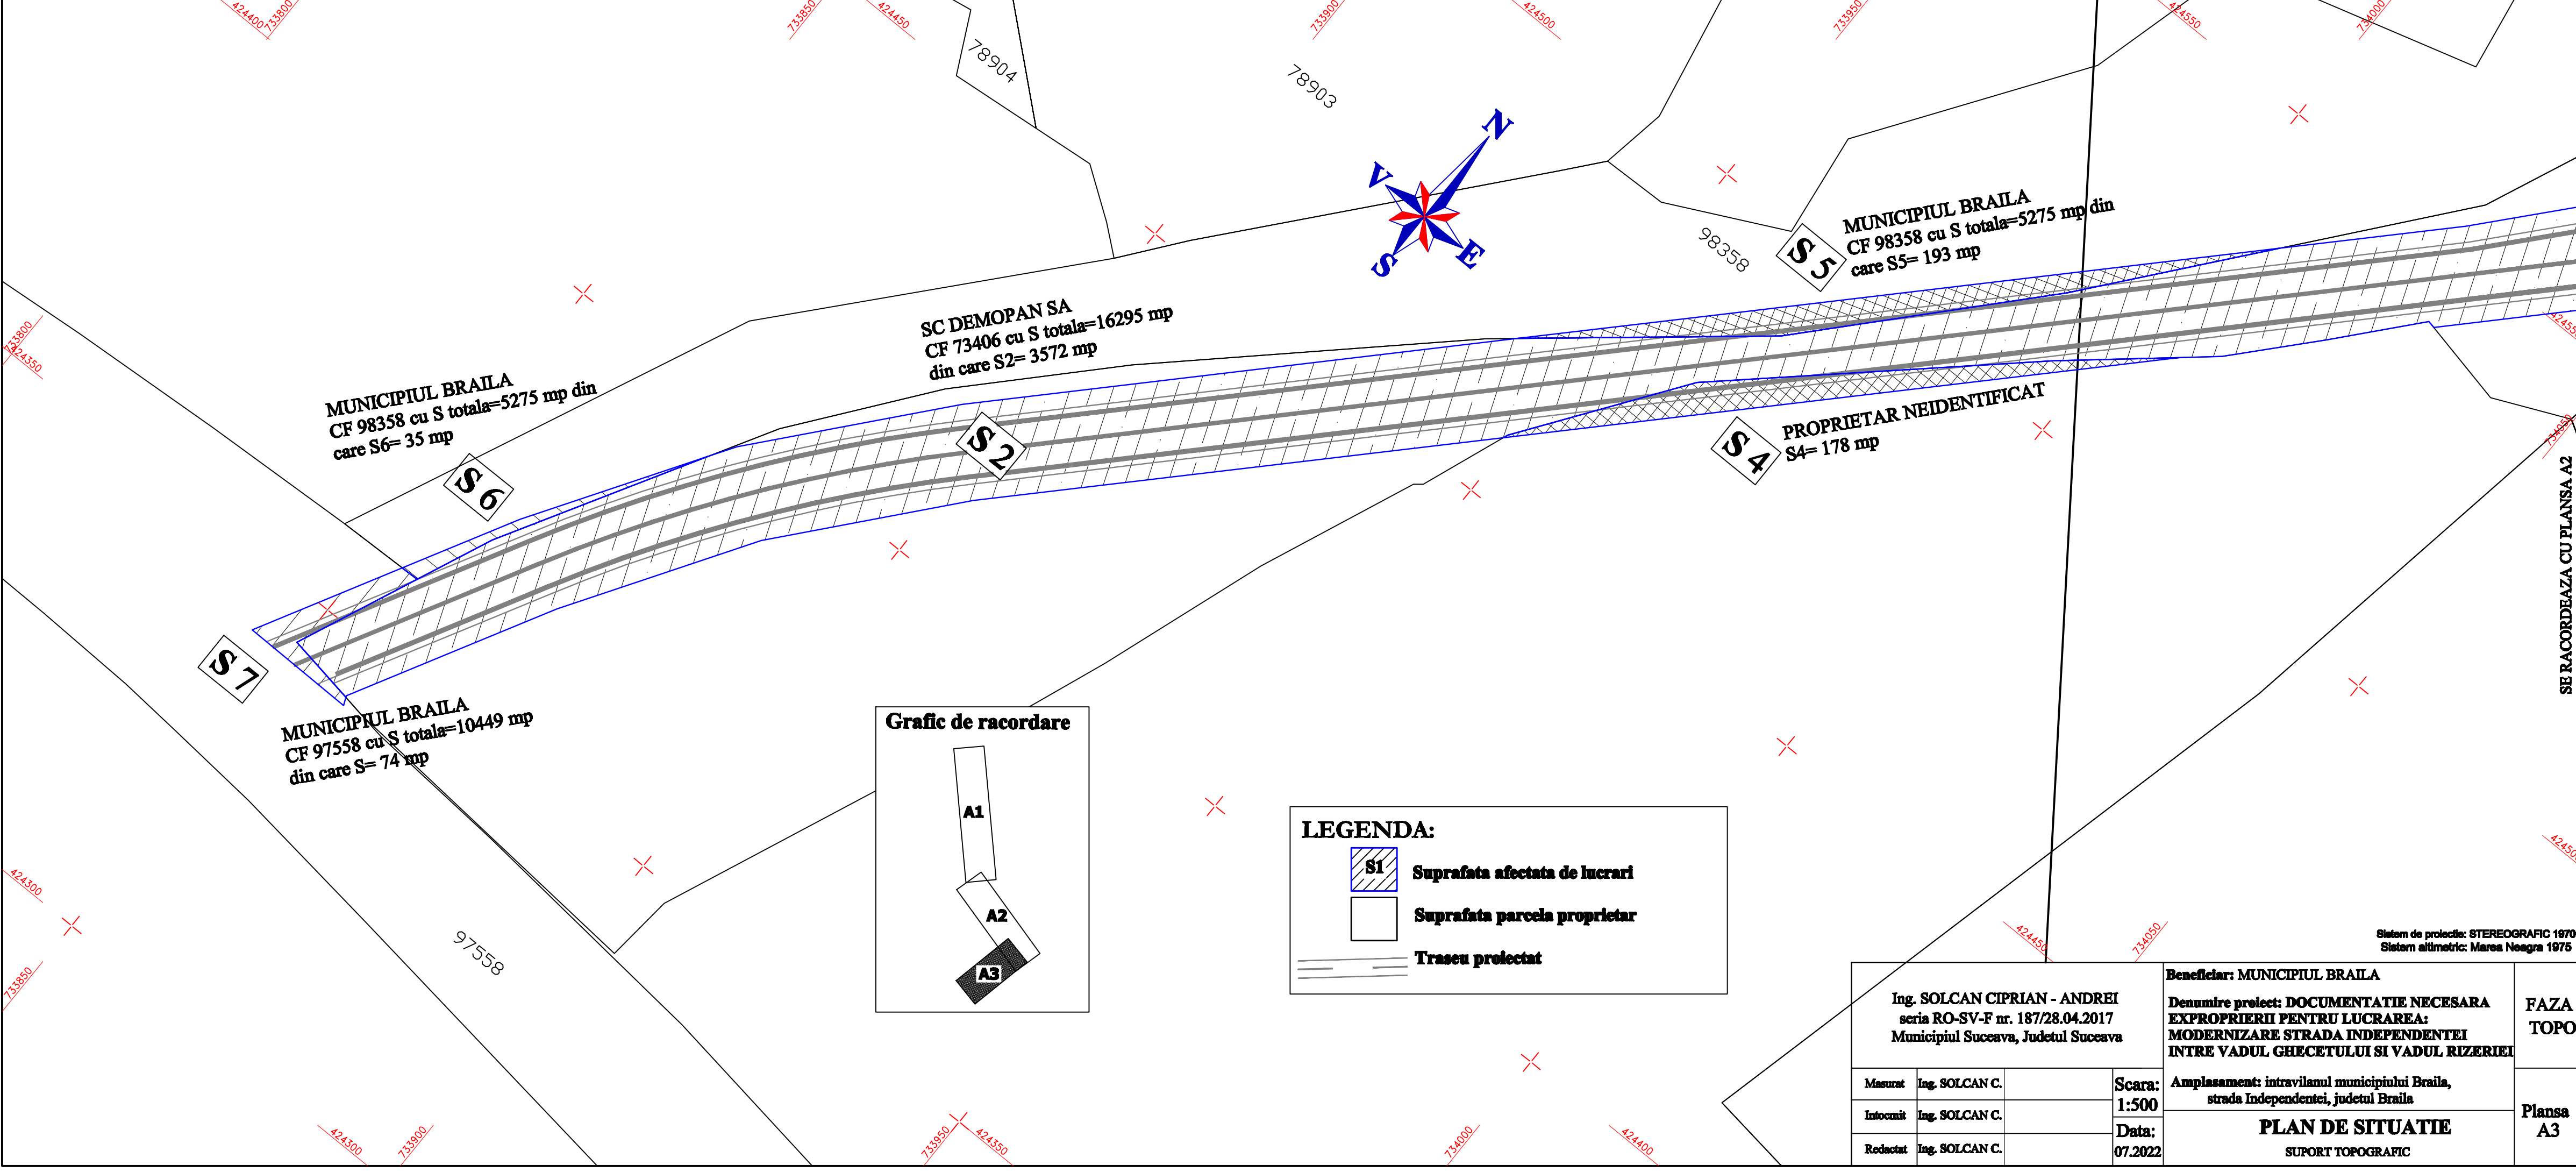 424400
733800
733850
424450
733900
424500
733950
424550
734000
78904
78903
N
V
S
E
98358
S 5
MUNICIPIUL BRAILA
CF 98358 cu S totala=5275 mp din
care S5= 193 mp
733800
424350
SC DEMOPAN SA
CF 73406 cu S totala=16295 mp
din care S2= 3572 mp
MUNICIPIUL BRAILA
CF 98358 cu S totala=5275 mp din
care S6= 35 mp
S 6
S 2
S 4
PROPRIETAR NEIDENTIFICAT
S4= 178 mp
SE RACORDEAZA CU PLANSA A2
S 7
MUNICIPIUL BRAILA
CF 97558 cu S totala=10449 mp
din care S= 74 mp
Grafic de racordare
A1
A2
A3
LEGENDA:
S1
Suprafata afectata de lucrari
Suprafata parcela proprietar
Traseu proiectat
424300
733850
97558
424450
734050
Sistem de proiectie: STEREOGRAFIC 1970
Sistem altimetric: Marea Neagra 1975
Ing. SOLCAN CIPRIAN - ANDREI
seria RO-SV-F nr. 187/28.04.2017
Municipiul Suceava, Judetul Suceava
Beneficiar: MUNICIPIUL BRAILA
Denumire proiect: DOCUMENTATIE NECESARA
EXPROPRIERII PENTRU LUCRAREA:
MODERNIZARE STRADA INDEPENDENTEI
INTRE VADUL GHECETULUI SI VADUL RIZERIEI
FAZA
TOPO
Masurat Ing. SOLCAN C.
Intocmit Ing. SOLCAN C.
Redactat Ing. SOLCAN C.
Scara:
1:500
Data:
07.2022
Amplasament: intravilanul municipiului Braila,
strada Independentei, judetul Braila
PLAN DE SITUATIE
SUPORT TOPOGRAFIC
Plansa
A3
424300
733900
733950
424350
734000
424400